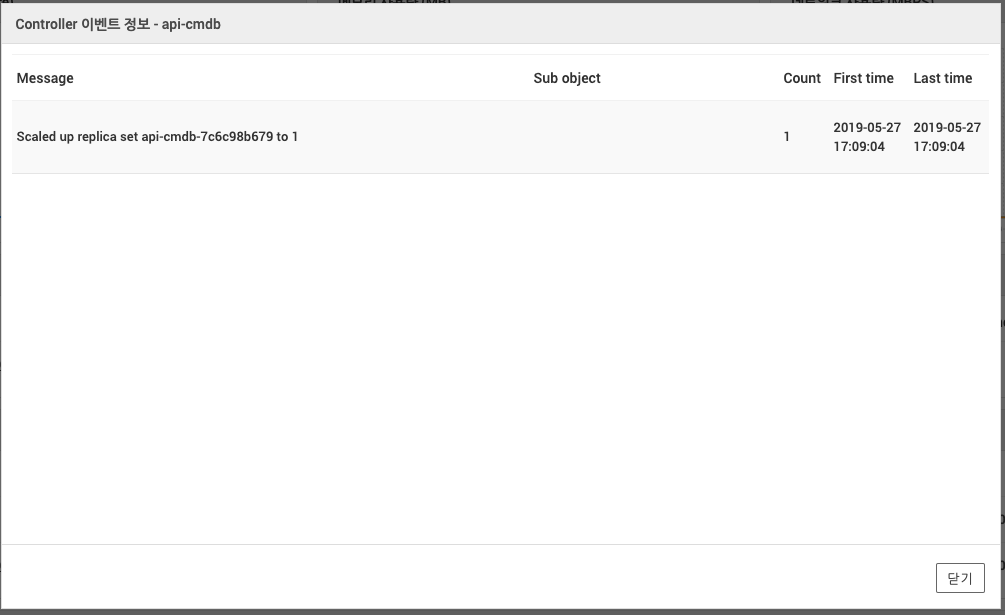 Controller 이벤트 정보 - api-cmdb
Message Sub object Count First time Last time
Scaled up replica set api-cmdb-7c6c98b679 to 1 1 2019-05-27 17:09:04 2019-05-27 17:09:04
닫기